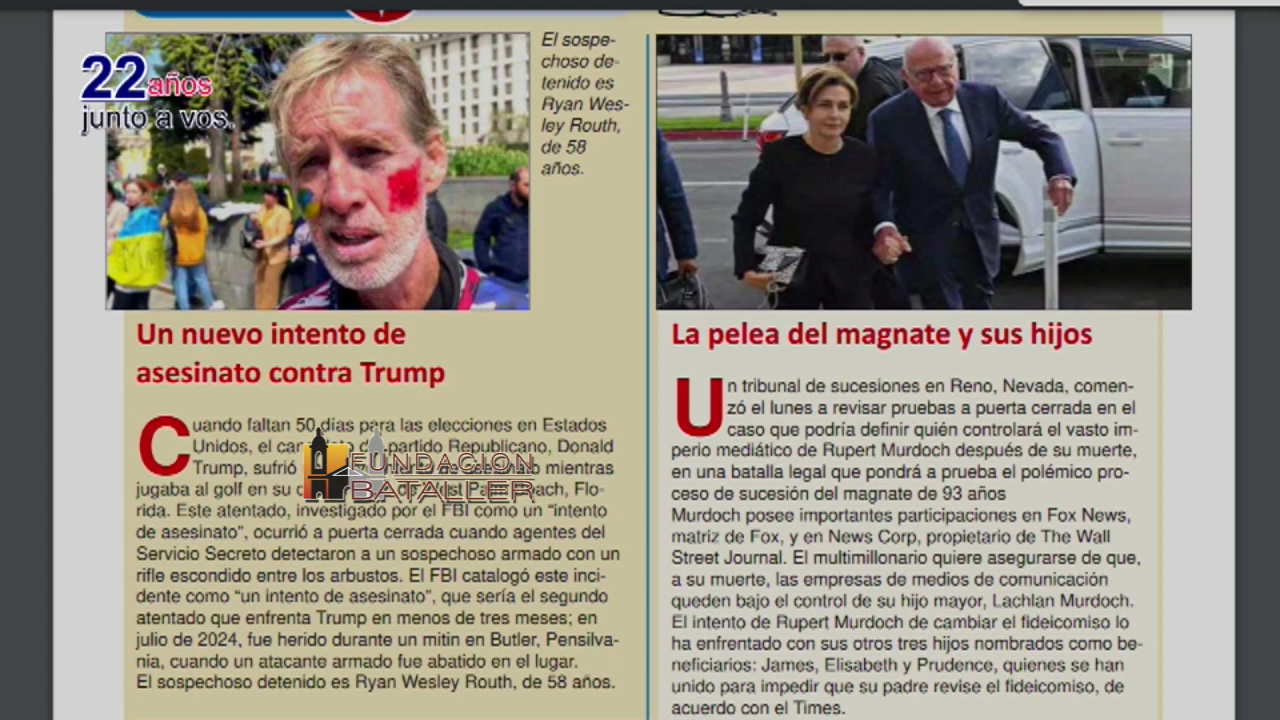 22 años
junto a vos.
El sospe-
choso de-
tenido es
Ryan Wes-
ley Routh,
de 58
años.
Un nuevo intento de
asesinato contra Trump
Cuando faltan 50 días para las elecciones en Estados
Unidos, el partido Republicano, Donald
Trump, sufrió mientras
jugaba al golf en su de West Palm Beach, Flo-
rida. Este atentado, investigado por el FBI como un “intento
de asesinato”, ocurrió a puerta cerrada cuando agentes del
Servicio Secreto detectaron a un sospechoso armado con un
rifle escondido entre los arbustos. El FBI catalogó este inci-
dente como “un intento de asesinato”, que sería el segundo
atentado que enfrenta Trump en menos de tres meses; en
julio de 2024, fue herido durante un mitin en Butler, Pensilva-
nia, cuando un atacante armado fue abatido en el lugar.
El sospechoso detenido es Ryan Wesley Routh, de 58 años.
FUNDACION
BATALLER
La pelea del magnate y sus hijos
Un tribunal de sucesiones en Reno, Nevada, comen-
zó el lunes a revisar pruebas a puerta cerrada en el
caso que podría definir quién controlará el vasto im-
perio mediático de Rupert Murdoch después de su muerte,
en una batalla legal que pondrá a prueba el polémico pro-
ceso de sucesión del magnate de 93 años
Murdoch posee importantes participaciones en Fox News,
matriz de Fox, y en News Corp, propietario de The Wall
Street Journal. El multimillonario quiere asegurarse de que,
a su muerte, las empresas de medios de comunicación
queden bajo el control de su hijo mayor, Lachlan Murdoch.
El intento de Rupert Murdoch de cambiar el fideicomiso lo
ha enfrentado con sus otros tres hijos nombrados como be-
neficiarios: James, Elisabeth y Prudence, quienes se han
unido para impedir que su padre revise el fideicomiso, de
acuerdo con el Times.